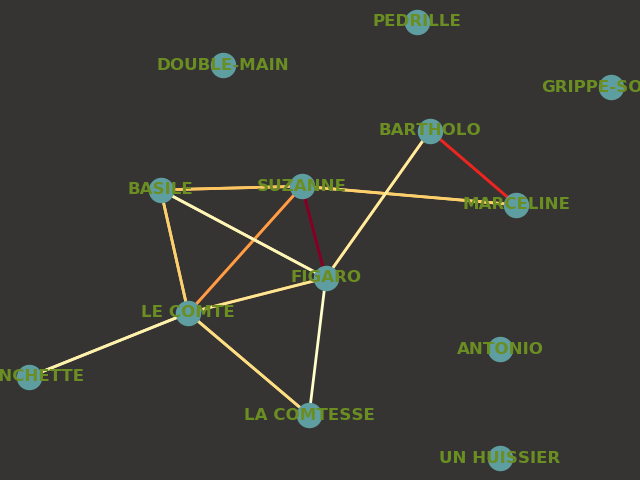 PEDRILLE
DOUBLE-MAIN
GRIPPE-SO
BARTHOLO
BASILE
SUZANNE
MARCELINE
FIGARO
LE COMTE
ANTONIO
NCHETTE
LA COMTESSE
UN HUISSIER